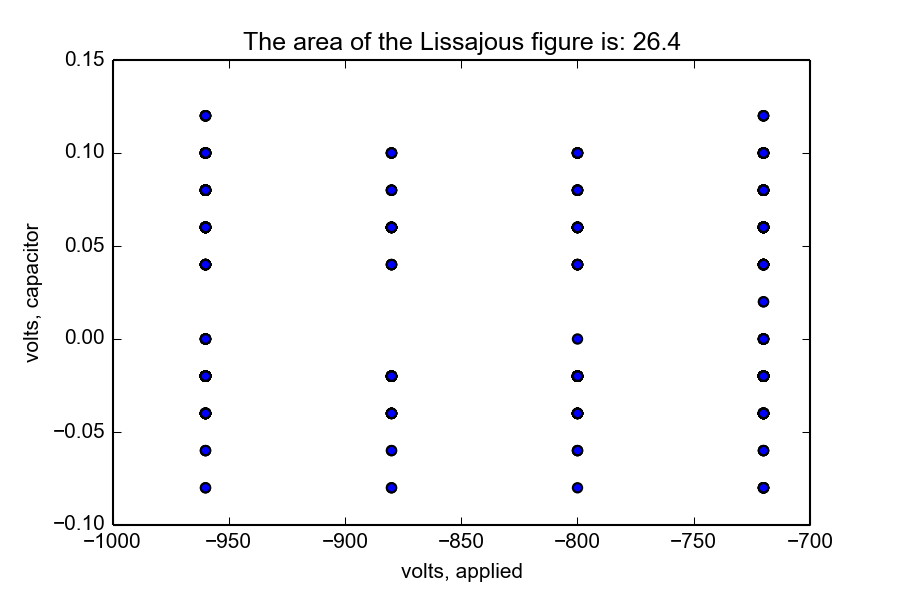 The area of the Lissajous figure is: 26.4
0.15
0.10
0.05
0.00
−0.05
−0.10
−1000 −950 −900 −850 −800 −750 −700
volts, capacitor
volts, applied